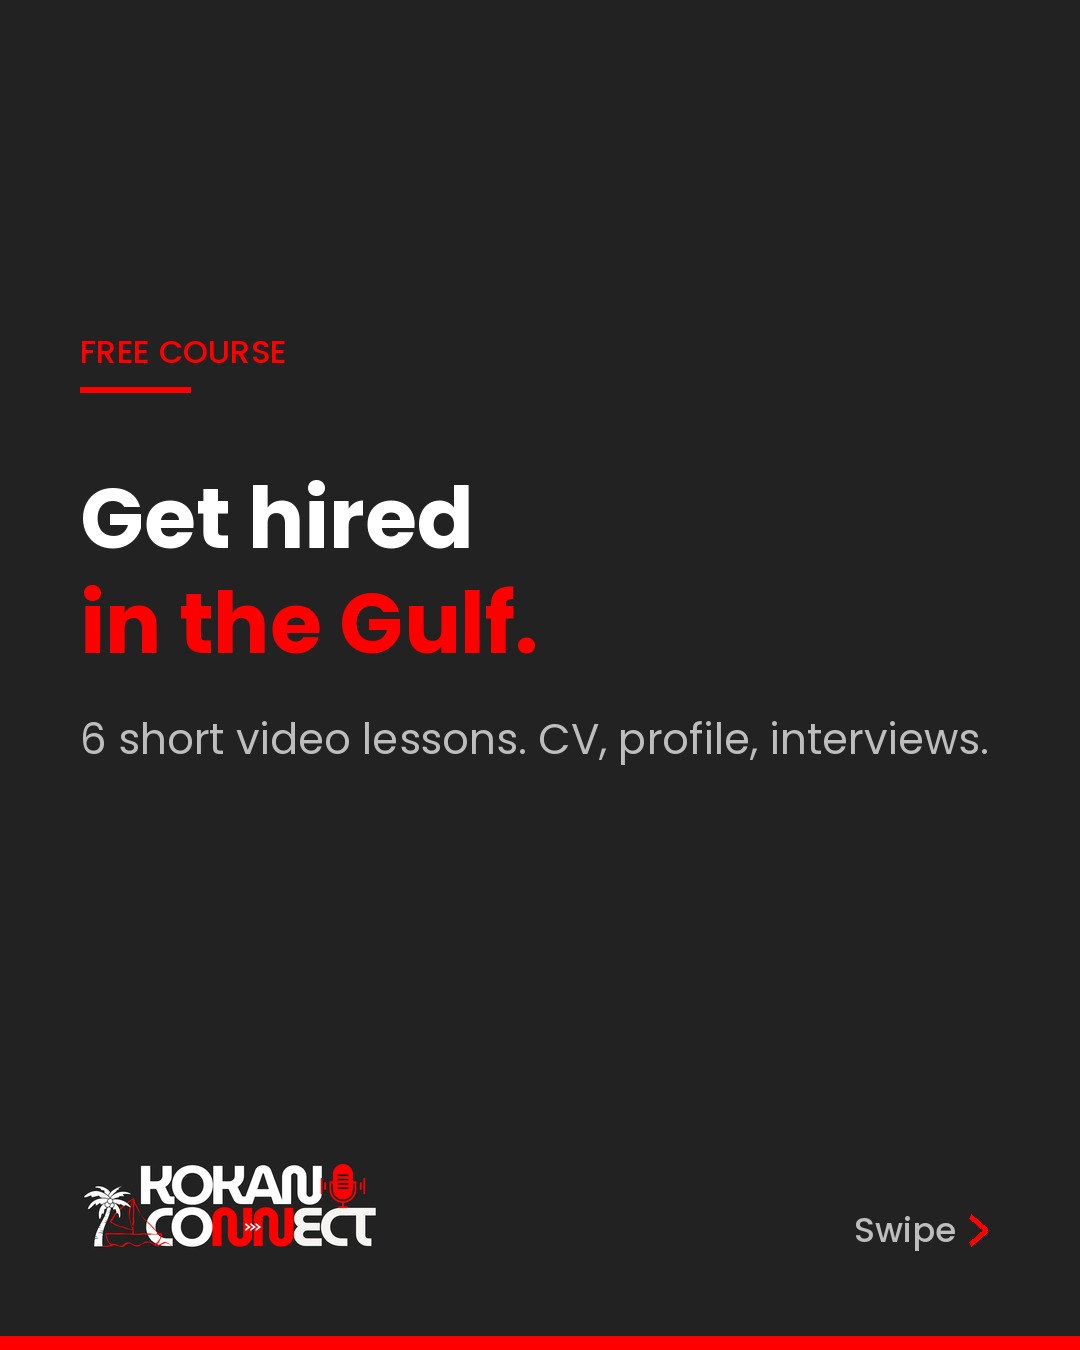 FREE COURSE
Get hired
in the Gulf.
6 short video lessons. CV, profile, interviews.
KOKAN
CONNECT
Swipe